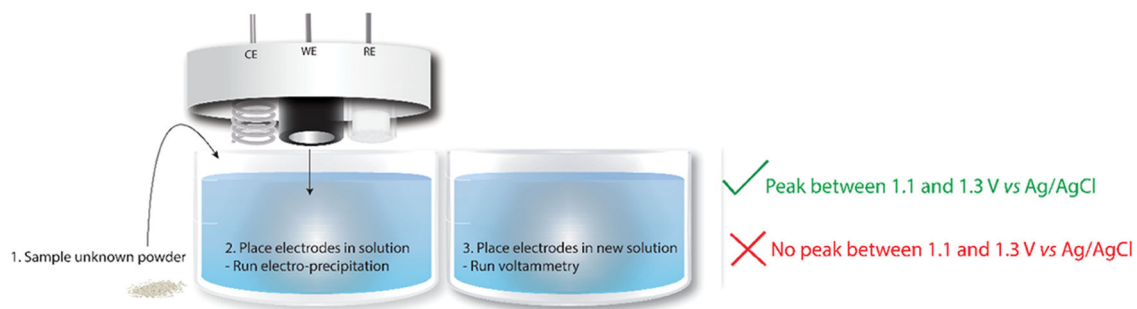 CE WE RE
1. Sample unknown powder
2. Place electrodes in solution
- Run electro-precipitation
3. Place electrodes in new solution
- Run voltammetry
Peak between 1.1 and 1.3 V vs Ag/AgCl
No peak between 1.1 and 1.3 V vs Ag/AgCl